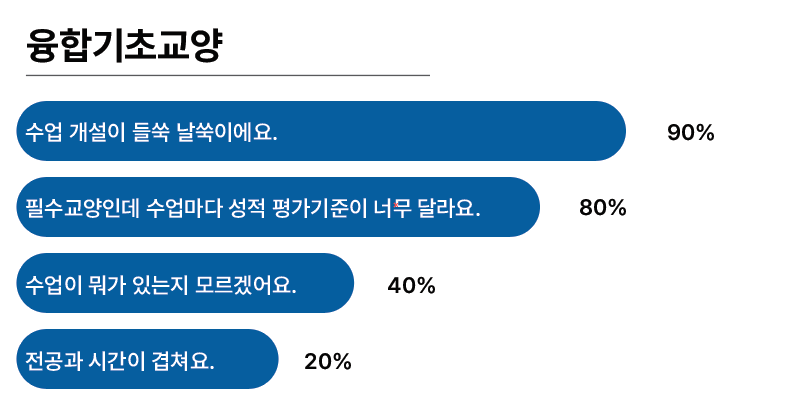 융합기초교양
수업 개설이 들쑥 날쑥이에요.
90%
필수교양인데 수업마다 성적 평가기준이 너무 달라요.
80%
수업이 뭐가 있는지 모르겠어요.
40%
전공과 시간이 겹쳐요.
20%